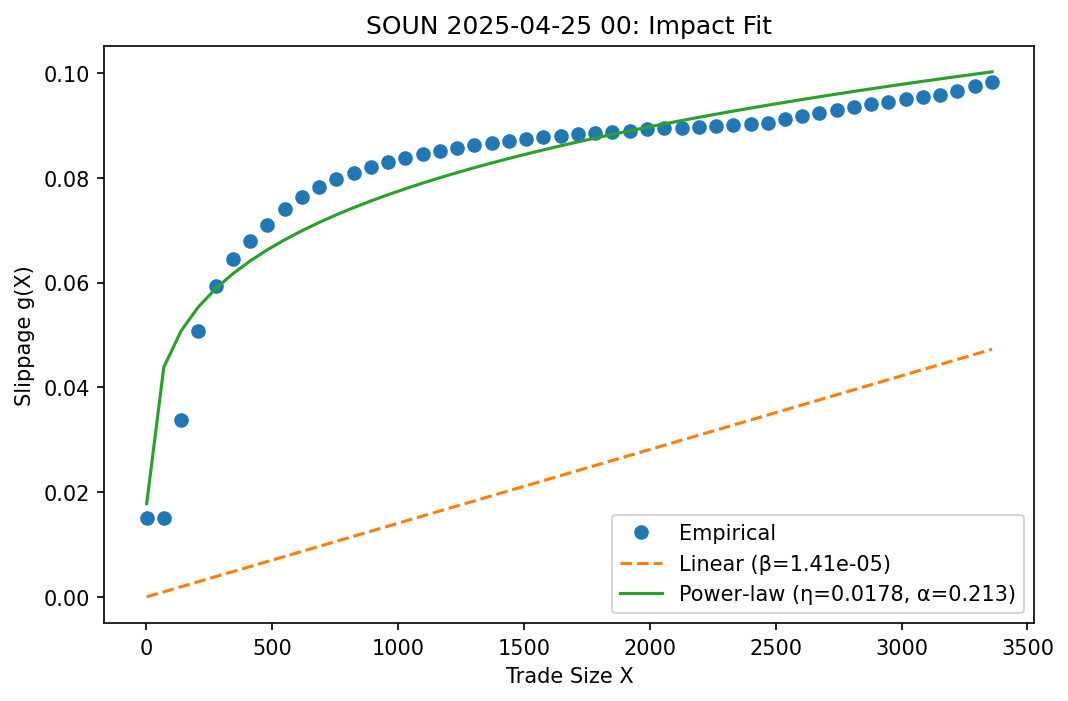 SOUN 2025-04-25 00: Impact Fit
Slippage g(X)
0.10
0.08
0.06
0.04
0.02
0.00
Empirical
Linear (β=1.41e-05)
Power-law (η=0.0178, α=0.213)
0 500 1000 1500 2000 2500 3000 3500
Trade Size X